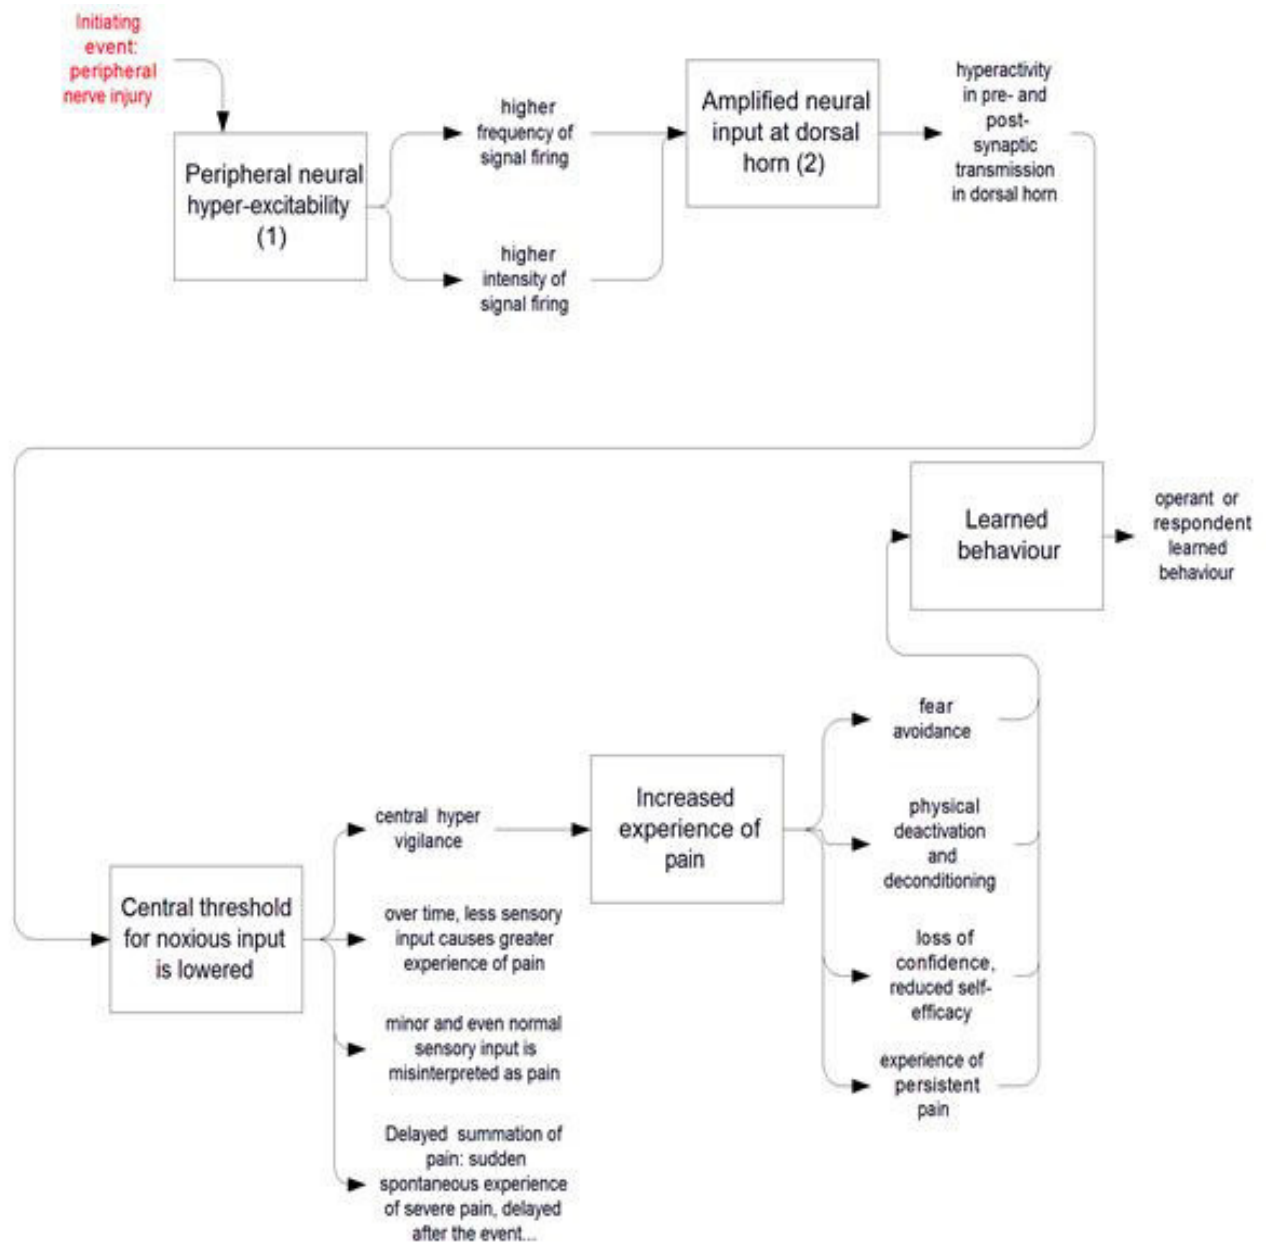 Initiating
event:
peripheral
nerve injury
Peripheral neural
hyper-excitability
(1)
higher
frequency of
signal firing
higher
intensity of
signal firing
Amplified neural
input at dorsal
horn (2)
hyperactivity
in pre- and
post-
synaptic
transmission
in dorsal horn
Central threshold
for noxious input
is lowered
central hyper
vigilance
over time, less sensory
input causes greater
experience of pain
minor and even normal
sensory input is
misinterpreted as pain
Delayed summation of
pain: sudden
spontaneous experience
of severe pain, delayed
after the event...
Increased
experience of
pain
fear
avoidance
physical
deactivation
and
deconditioning
loss of
confidence,
reduced self-
efficacy
experience of
persistent
pain
Learned
behaviour
operant or
respondent
learned
behaviour